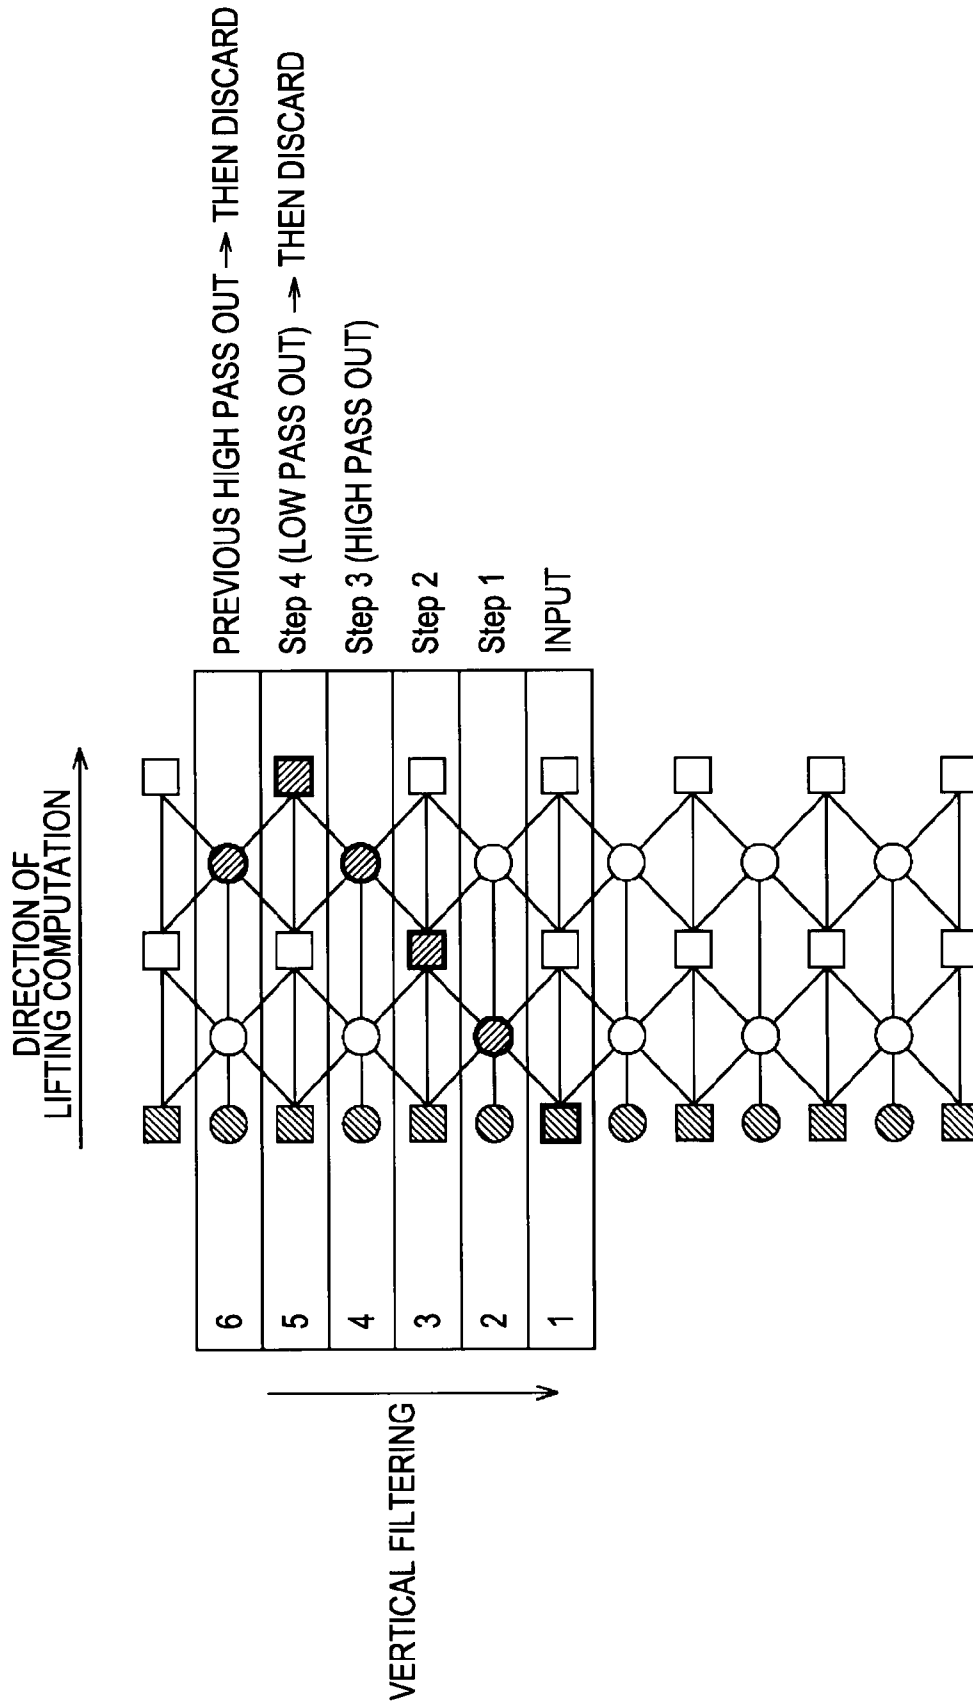 DIRECTION OF
LIFTING COMPUTATION
6 PREVIOUS HIGH PASS OUT → THEN DISCARD
5 Step 4 (LOW PASS OUT) → THEN DISCARD
4 Step 3 (HIGH PASS OUT)
3 Step 2
2 Step 1
1 INPUT
VERTICAL FILTERING